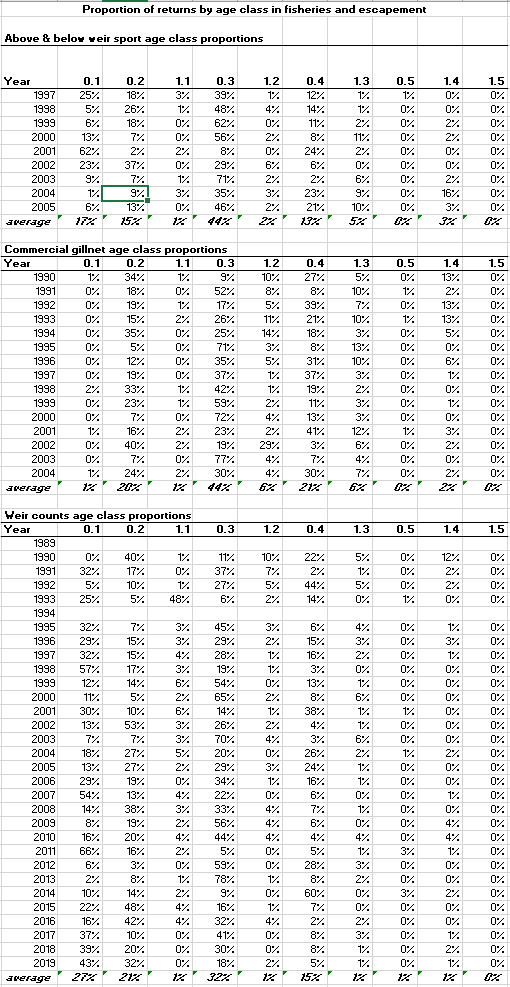 Proportion of returns by age class in fisheries and escapement
Above & below weir sport age class proportions
Year 0.1 0.2 1.1 0.3 1.2 0.4 1.3 0.5 1.4 1.5
1997 25% 18% 3% 39% 1% 12% 1% 1% 0% 0%
1998 5% 26% 1% 48% 4% 14% 1% 0% 0% 0%
1999 6% 18% 0% 62% 0% 11% 2% 0% 2% 0%
2000 13% 7% 0% 56% 2% 8% 11% 0% 2% 0%
2001 62% 2% 2% 8% 0% 24% 2% 0% 0% 0%
2002 23% 37% 0% 29% 6% 6% 0% 0% 0% 0%
2003 9% 7% 1% 71% 2% 2% 6% 0% 2% 0%
2004 1% 9% 3% 35% 3% 23% 9% 0% 16% 0%
2005 6% 13% 0% 46% 2% 21% 10% 0% 3% 0%
average 17% 15% 1% 44% 2% 13% 5% 0% 3% 0%
Commercial gillnet age class proportions
Year 0.1 0.2 1.1 0.3 1.2 0.4 1.3 0.5 1.4 1.5
1990 1% 34% 1% 9% 10% 27% 5% 0% 13% 0%
1991 0% 18% 0% 52% 8% 8% 10% 1% 2% 0%
1992 0% 19% 1% 17% 5% 39% 7% 0% 13% 0%
1993 0% 15% 2% 26% 11% 21% 10% 1% 13% 0%
1994 0% 35% 0% 25% 14% 18% 3% 0% 5% 0%
1995 0% 5% 0% 71% 3% 8% 13% 0% 0% 0%
1996 0% 12% 0% 35% 5% 31% 10% 0% 6% 0%
1997 0% 19% 0% 37% 1% 37% 3% 0% 1% 0%
1998 2% 33% 1% 42% 1% 19% 2% 0% 0% 0%
1999 0% 23% 1% 59% 2% 11% 3% 0% 1% 0%
2000 0% 7% 0% 72% 4% 13% 3% 0% 0% 0%
2001 1% 16% 2% 23% 2% 41% 12% 1% 3% 0%
2002 0% 40% 2% 19% 29% 3% 6% 0% 2% 0%
2003 0% 7% 0% 77% 4% 7% 4% 0% 0% 0%
2004 1% 24% 2% 30% 4% 30% 7% 0% 2% 0%
average 1% 20% 1% 44% 6% 21% 6% 0% 2% 0%
Weir counts age class proportions
Year 0.1 0.2 1.1 0.3 1.2 0.4 1.3 0.5 1.4 1.5
1989
1990 0% 40% 1% 11% 10% 22% 5% 0% 12% 0%
1991 32% 17% 0% 37% 7% 2% 1% 0% 2% 0%
1992 5% 10% 1% 27% 5% 44% 5% 0% 2% 0%
1993 25% 5% 48% 6% 2% 14% 0% 1% 0% 0%
1994
1995 32% 7% 3% 45% 3% 6% 4% 0% 1% 0%
1996 29% 15% 3% 29% 2% 15% 3% 0% 3% 0%
1997 32% 15% 4% 28% 1% 16% 2% 0% 1% 0%
1998 57% 17% 3% 19% 1% 3% 0% 0% 0% 0%
1999 12% 14% 6% 54% 0% 13% 1% 0% 0% 0%
2000 11% 5% 2% 65% 2% 8% 6% 0% 0% 0%
2001 30% 10% 6% 14% 1% 38% 1% 1% 0% 0%
2002 13% 53% 3% 26% 2% 4% 1% 0% 0% 0%
2003 7% 7% 3% 70% 4% 3% 6% 0% 0% 0%
2004 18% 27% 5% 20% 0% 26% 2% 1% 2% 0%
2005 13% 27% 2% 29% 3% 24% 1% 0% 0% 0%
2006 29% 19% 0% 34% 1% 16% 1% 0% 0% 0%
2007 54% 13% 4% 22% 0% 6% 0% 0% 1% 0%
2008 14% 38% 3% 33% 4% 7% 1% 0% 0% 0%
2009 8% 19% 2% 56% 4% 6% 0% 0% 4% 0%
2010 16% 20% 4% 44% 4% 4% 4% 0% 4% 0%
2011 66% 16% 2% 5% 0% 5% 1% 3% 1% 0%
2012 6% 3% 0% 59% 0% 28% 3% 0% 0% 0%
2013 2% 8% 1% 78% 1% 8% 2% 0% 0% 0%
2014 10% 14% 2% 9% 0% 60% 0% 3% 2% 0%
2015 22% 48% 4% 16% 1% 7% 0% 0% 0% 0%
2016 16% 42% 4% 32% 4% 2% 2% 0% 0% 0%
2017 37% 10% 0% 41% 0% 8% 3% 0% 1% 0%
2018 39% 20% 0% 30% 0% 8% 1% 0% 2% 0%
2019 43% 32% 0% 18% 2% 5% 1% 0% 1% 0%
average 27% 21% 1% 32% 1% 15% 1% 1% 1% 0%